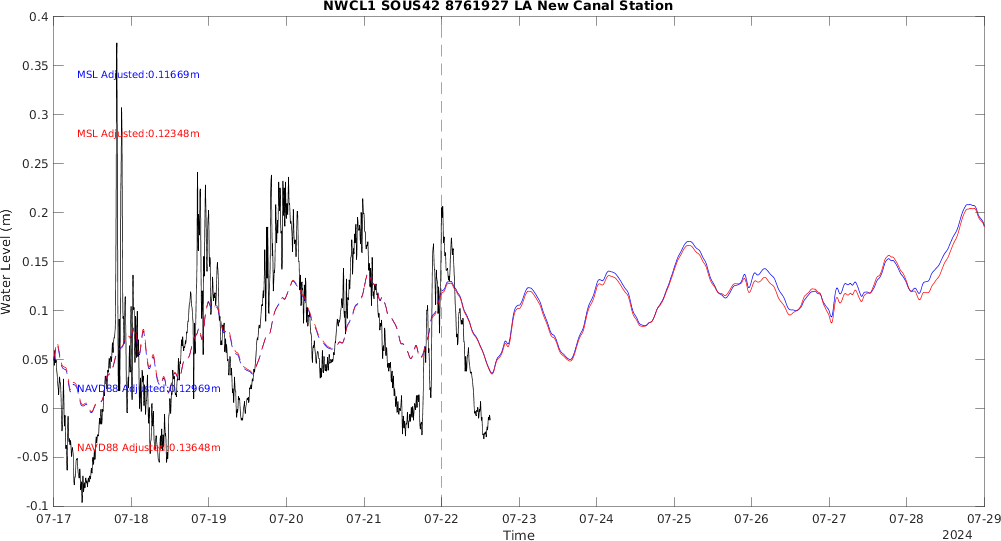 NWCL1 SOUS42 8761927 LA New Canal Station
0.4
0.35
0.3
0.25
0.2
0.15
0.1
0.05
0
-0.05
-0.1
Water Level (m)
MSL Adjusted:0.11669m
MSL Adjusted:0.12348m
NAVD88 Adjusted:0.12969m
NAVD88 Adjusted:0.13648m
07-17 07-18 07-19 07-20 07-21 07-22 07-23 07-24 07-25 07-26 07-27 07-28 07-29
Time
2024